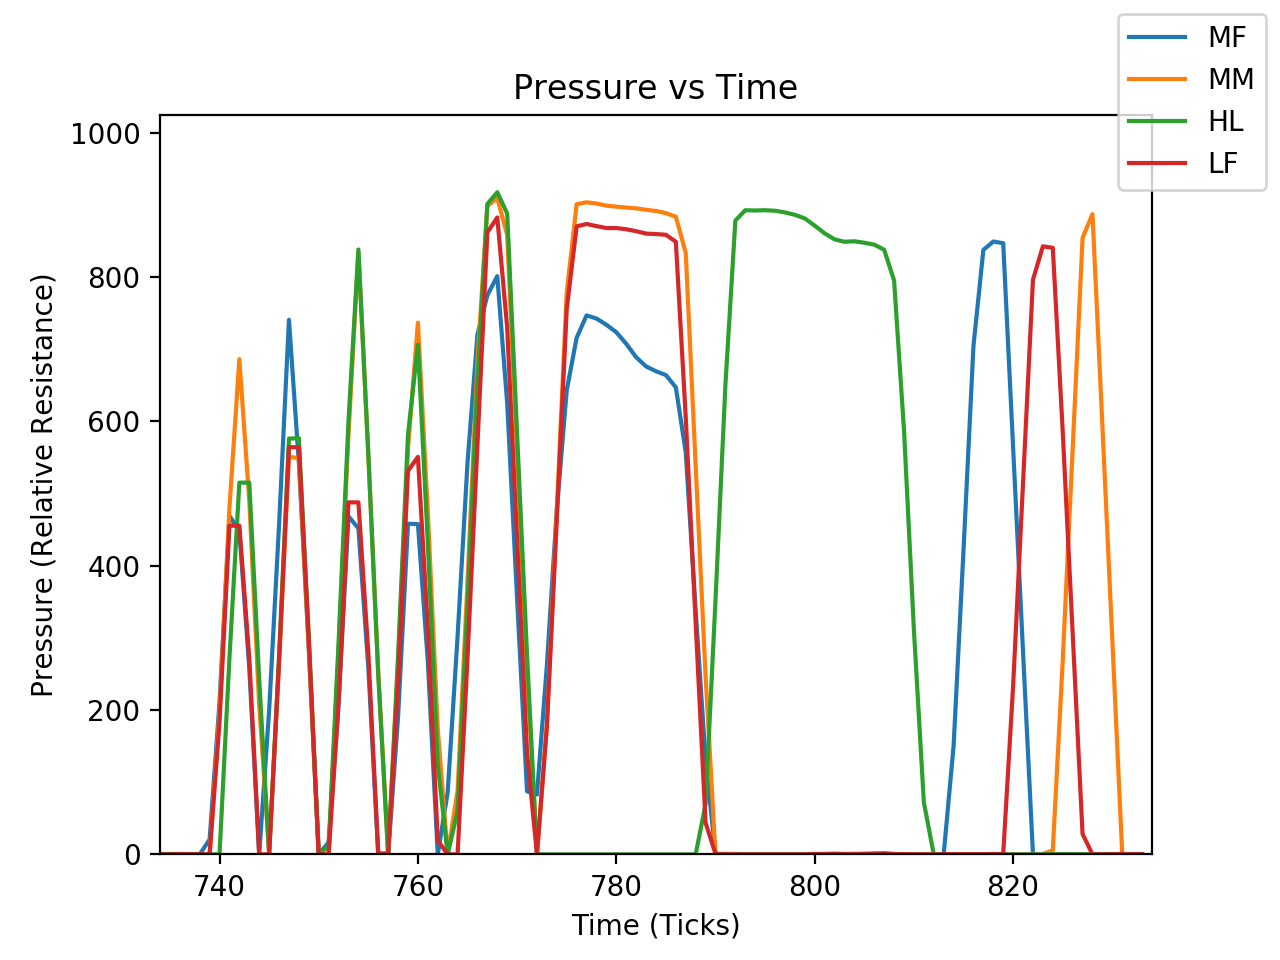 MF
MM
HL
LF
Pressure vs Time
Pressure (Relative Resistance)
1000
800
600
400
200
0
740 760 780 800 820
Time (Ticks)